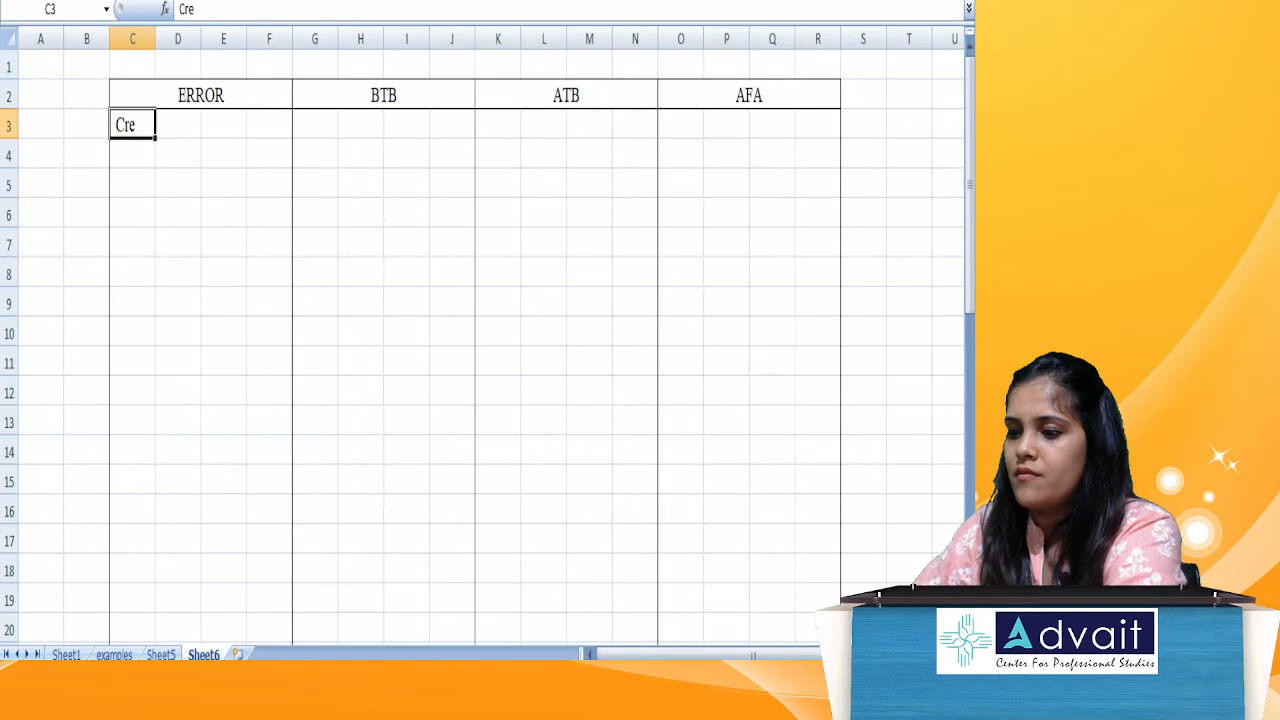 C3 fx Cre
A B C D E F G H I J K L M N O P Q R S T U
1
2 ERROR BTB ATB AFA
3 Cre
4
5
6
7
8
9
10
11
12
13
14
15
16
17
18
19
20
Sheet1 examples Sheet5 Sheet6
Advait
Center For Professional Studies